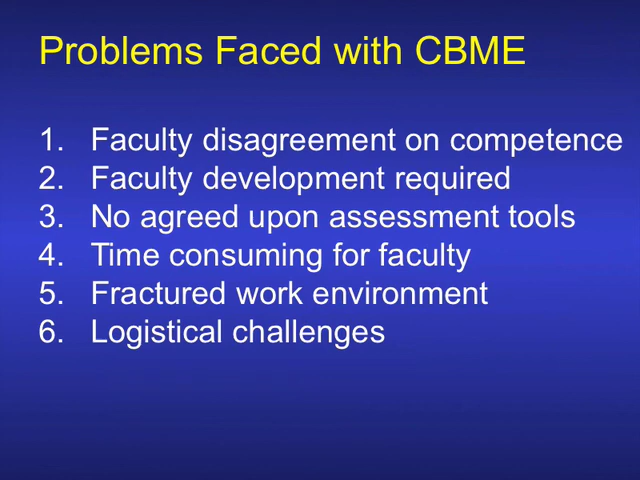 Problems Faced with CBME
1. Faculty disagreement on competence
2. Faculty development required
3. No agreed upon assessment tools
4. Time consuming for faculty
5. Fractured work environment
6. Logistical challenges